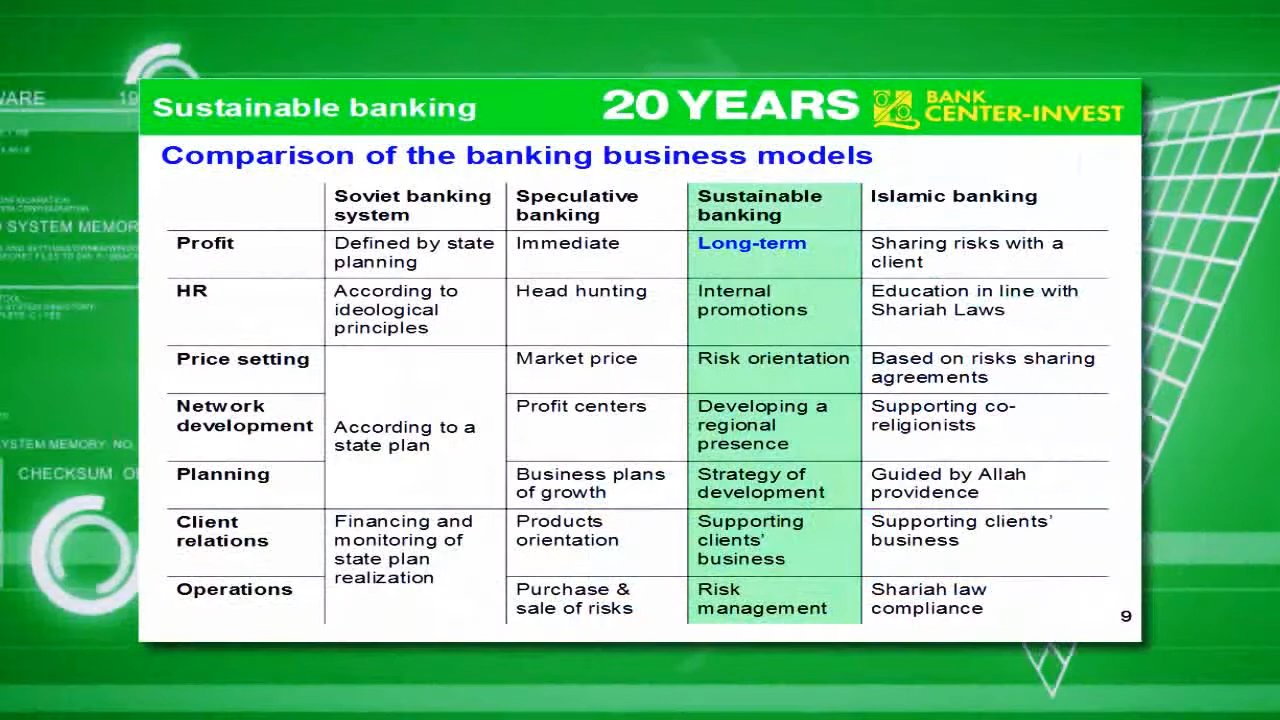 WARE
19
SYSTEM MEMOR
SYSTEM MEMORY: NO.
CHECKSUM: O
Sustainable banking
20 YEARS
BANK
CENTER-INVEST
Comparison of the banking business models
Soviet banking
system
Speculative
banking
Sustainable
banking
Islamic banking
Profit
Defined by state
planning
Immediate
Long-term
Sharing risks with a
client
HR
According to
ideological
principles
Head hunting
Internal
promotions
Education in line with
Shariah Laws
Price setting
Market price
Risk orientation
Based on risks sharing
agreements
Network
development
According to a
state plan
Profit centers
Developing a
regional
presence
Supporting co-
religionists
Planning
Business plans
of growth
Strategy of
development
Guided by Allah
providence
Client
relations
Financing and
monitoring of
state plan
realization
Products
orientation
Supporting
clients’
business
Supporting clients’
business
Operations
Purchase &
sale of risks
Risk
management
Shariah law
compliance
9